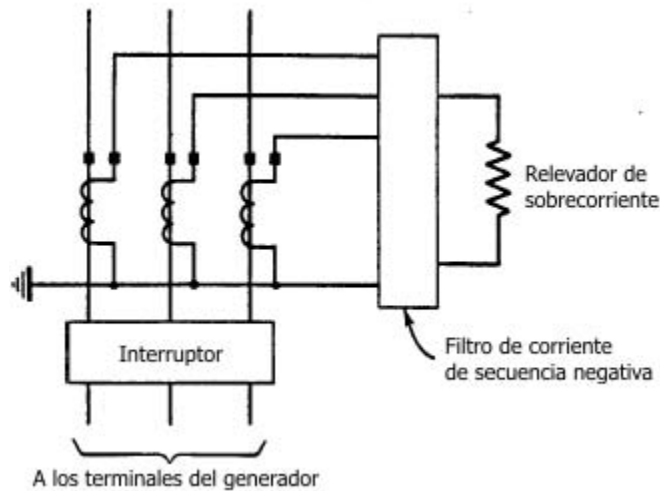 Relevador de
sobrecorriente
Interruptor
Filtro de corriente
de secuencia negativa
A los terminales del generador